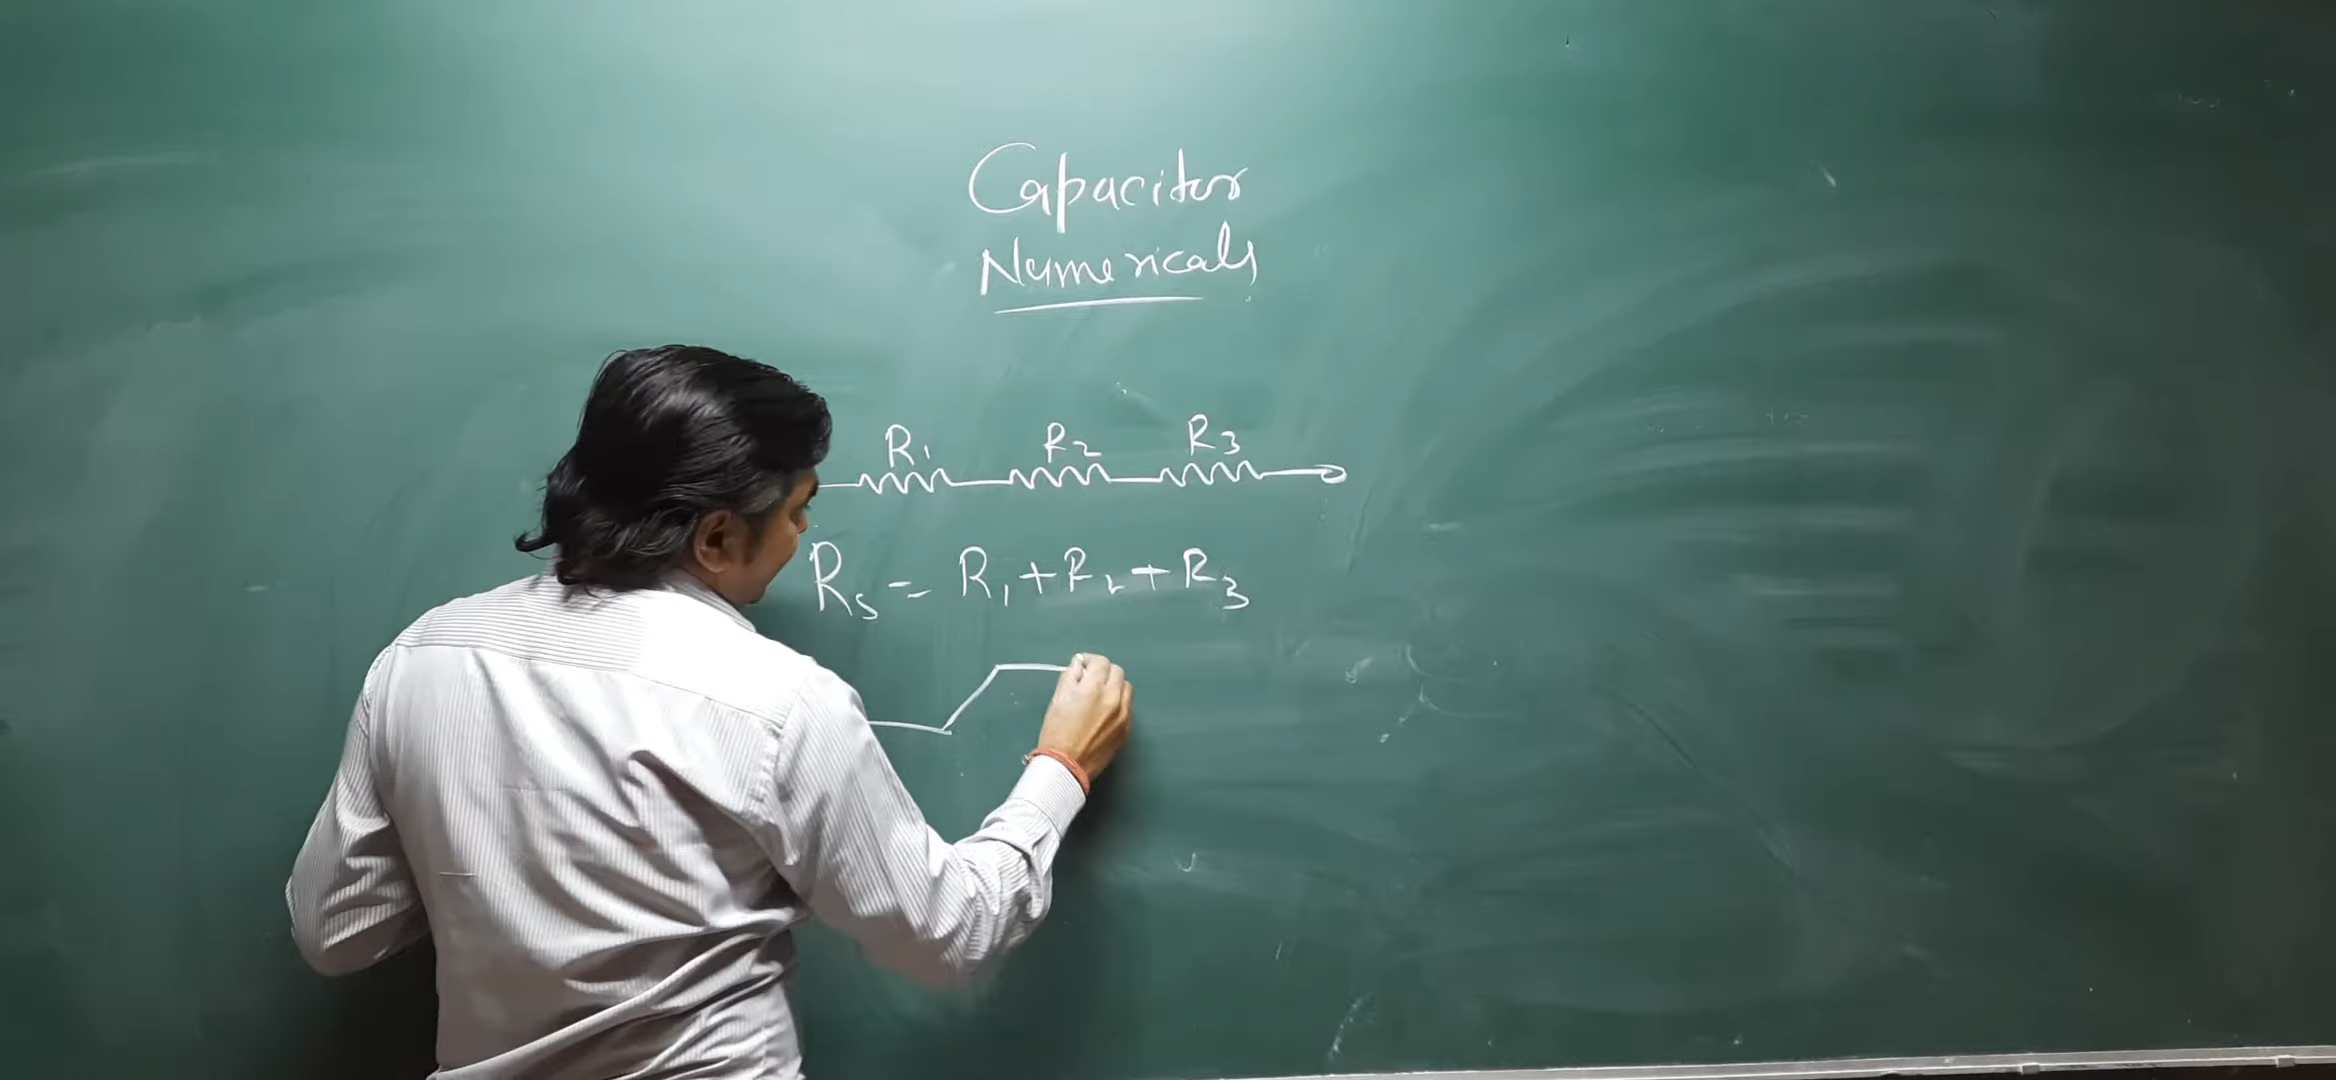 Capacitor
Numericals
R1 R2 R3
Rs = R1 + R2 + R3